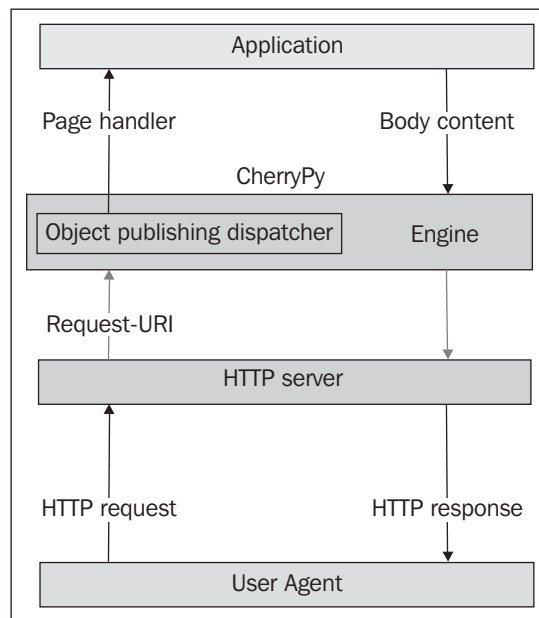 Application
Page handler
Body content
CherryPy
Object publishing dispatcher
Engine
Request-URI
HTTP server
HTTP request
HTTP response
User Agent